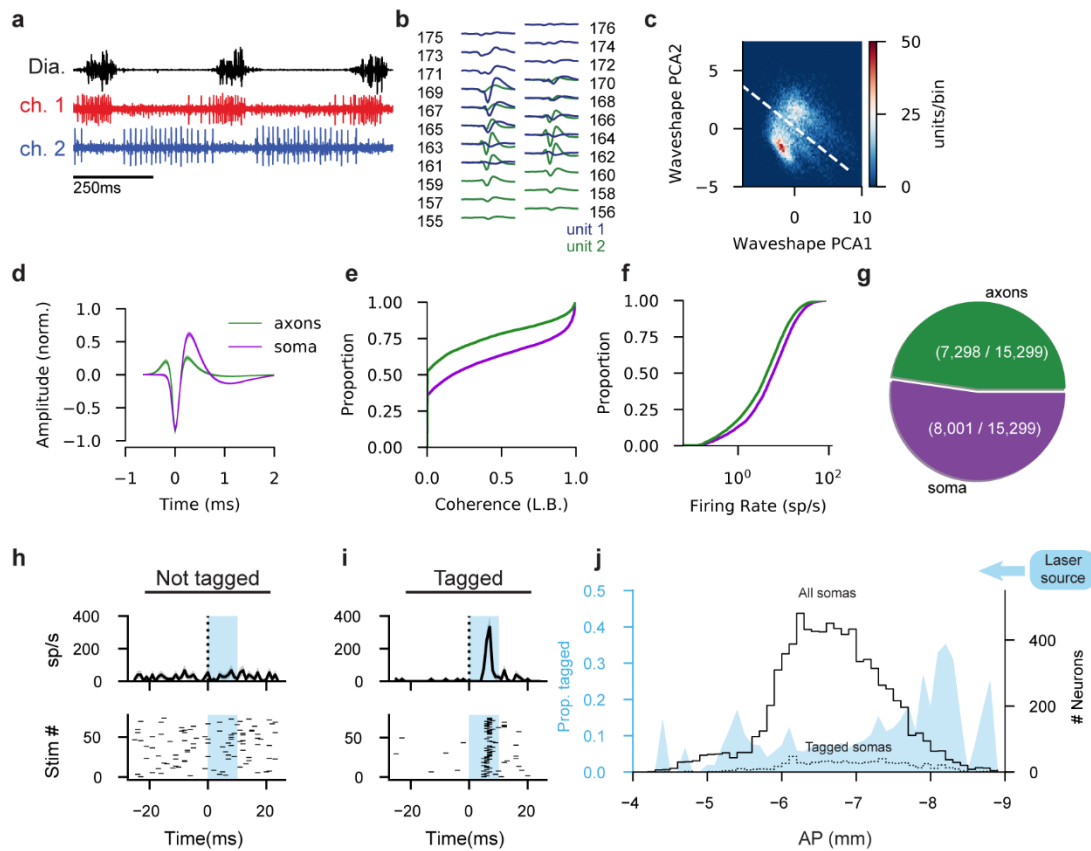 a
Dia.
ch. 1
ch. 2
250ms
b
175
173
171
169
167
165
163
161
159
157
155
176
174
172
170
168
166
164
162
160
158
156
unit 1
unit 2
c
Waveshape PCA2
5
0
−5
0
10
Waveshape PCA1
50
25
0
units/bin
d
Amplitude (norm.)
1.0
0.5
0.0
−0.5
−1.0
axons
soma
−1
0
1
2
Time (ms)
e
Proportion
1.00
0.75
0.50
0.25
0.00
0.0
0.5
1.0
Coherence (L.B.)
f
Proportion
1.00
0.75
0.50
0.25
0.00
10⁰
10²
Firing Rate (sp/s)
g
axons
(7,298 / 15,299)
(8,001 / 15,299)
soma
h
Not tagged
sp/s
400
200
0
Stim #
50
0
−20
0
20
Time(ms)
i
Tagged
400
200
0
50
0
−20
0
20
Time(ms)
j
Laser
source
Prop. tagged
0.5
0.4
0.3
0.2
0.1
0.0
All somas
Tagged somas
400
200
0
# Neurons
−4
−5
−6
−7
−8
−9
AP (mm)